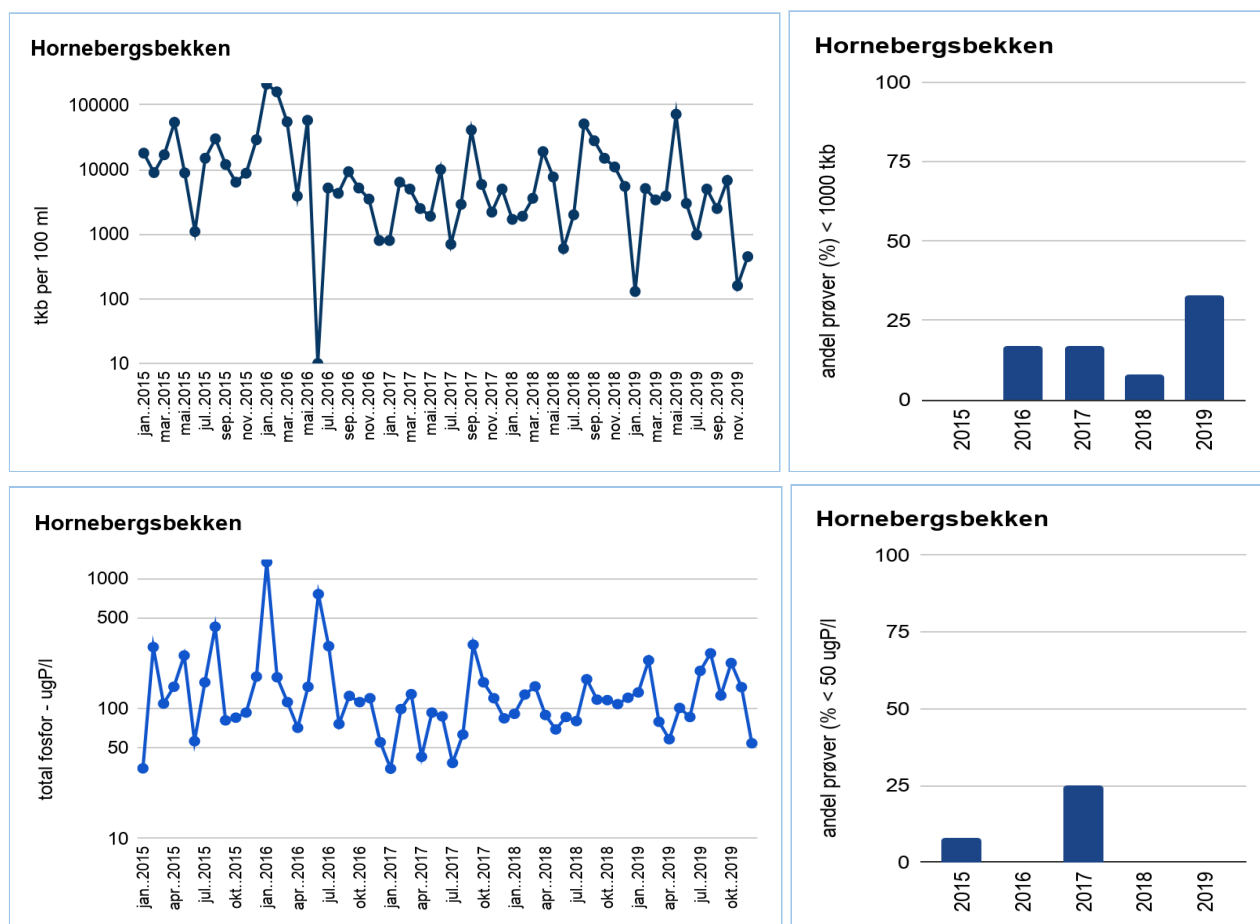 Hornebergsbekken
tkb per 100 ml
100000
10000
1000
100
10
jan..2015
mar..2015
mai.2015
jul..2015
sep..2015
nov..2015
jan..2016
mar..2016
mai.2016
jul..2016
sep..2016
nov..2016
jan..2017
mar..2017
mai.2017
jul..2017
sep..2017
nov..2017
jan..2018
mar..2018
mai.2018
jul..2018
sep..2018
nov..2018
jan..2019
mar..2019
mai.2019
jul..2019
sep..2019
nov..2019
Hornebergsbekken
andel prøver (%) < 1000 tkb
100
75
50
25
0
2015
2016
2017
2018
2019
Hornebergsbekken
total fosfor - ugP/l
1000
500
100
50
10
jan..2015
apr..2015
jul..2015
okt..2015
jan..2016
apr..2016
jul..2016
okt..2016
jan..2017
apr..2017
jul..2017
okt..2017
jan..2018
apr..2018
jul..2018
okt..2018
jan..2019
apr..2019
jul..2019
okt..2019
Hornebergsbekken
andel prøver (% < 50 ugP/l
100
75
50
25
0
2015
2016
2017
2018
2019